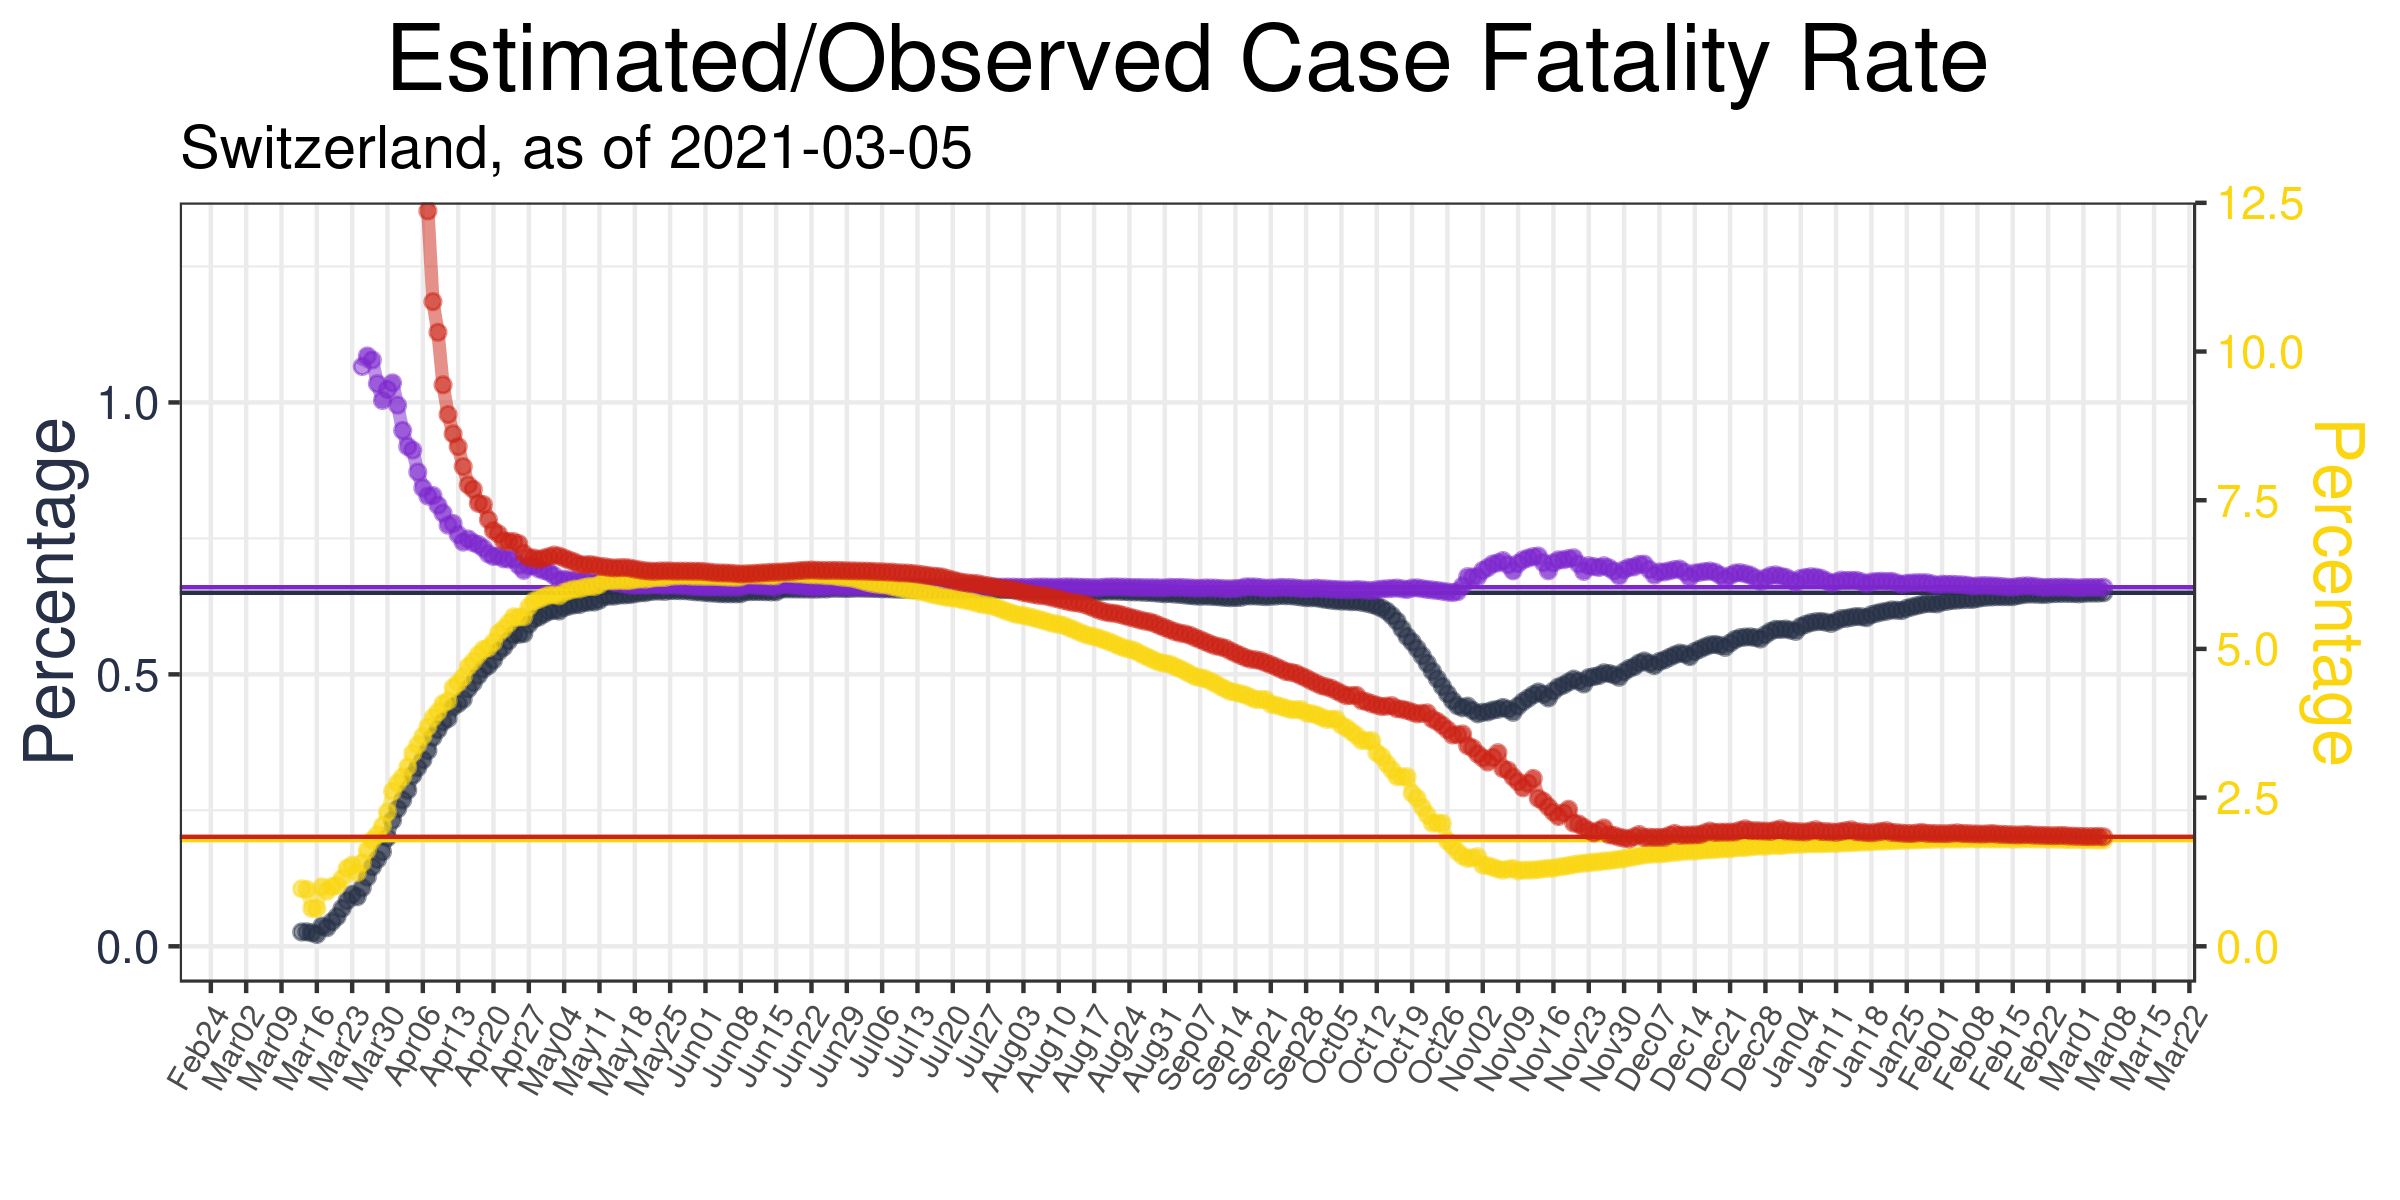 Estimated/Observed Case Fatality Rate
Switzerland, as of 2021-03-05
Percentage
1.0
0.5
0.0
12.5
10.0
7.5
5.0
2.5
0.0
Percentage
Feb24
Mar02
Mar09
Mar16
Mar23
Mar30
Apr06
Apr13
Apr20
Apr27
May04
May11
May18
May25
Jun01
Jun08
Jun15
Jun22
Jun29
Jul06
Jul13
Jul20
Jul27
Aug03
Aug10
Aug17
Aug24
Aug31
Sep07
Sep14
Sep21
Sep28
Oct05
Oct12
Oct19
Oct26
Nov02
Nov09
Nov16
Nov23
Nov30
Dec07
Dec14
Dec21
Dec28
Dec04
Jan11
Jan18
Jan25
Feb01
Feb08
Feb15
Feb22
Mar01
Mar08
Mar15
Mar22